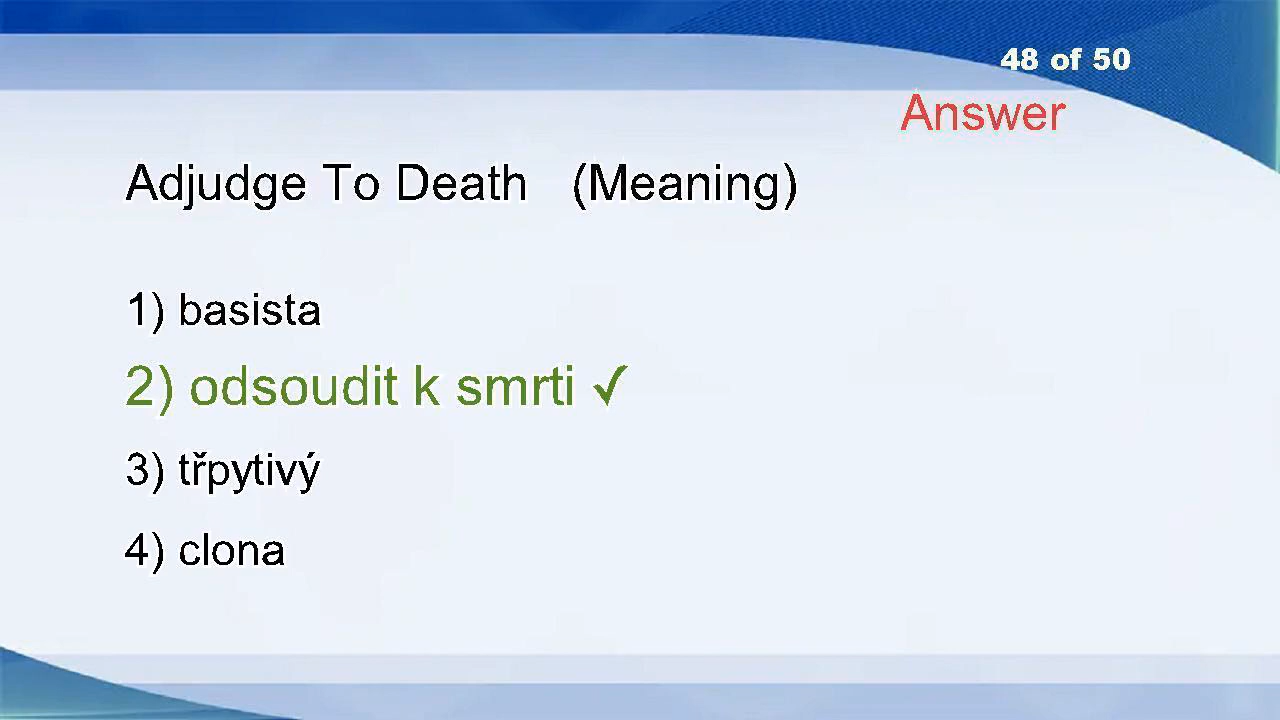 48 of 50
Answer
Adjudge To Death (Meaning)
1) basista
2) odsoudit k smrti ✓
3) třpytivý
4) clona